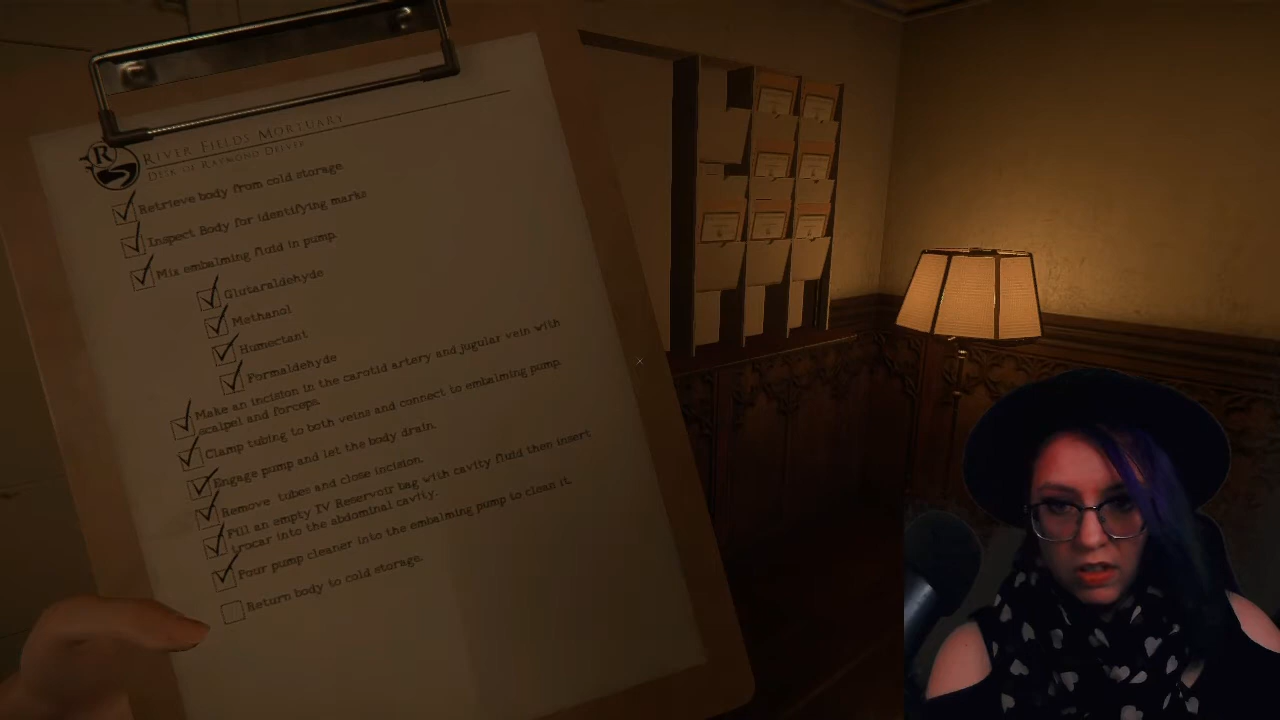 R
RIVER FIELDS MORTUARY
DESK OF RAYMOND DELVER
Retrieve body from cold storage.
Inspect Body for identifying marks
Mix embalming fluid in pump.
Glutaraldehyde
Methanol
Humectant
Formaldehyde
Make an incision in the carotid artery and jugular vein with
scalpel and forceps.
Clamp tubing to both veins and connect to embalming pump.
Engage pump and let the body drain.
Remove tubes and close incision.
Fill an empty IV Reservoir bag with cavity fluid then insert
trocar into the abdominal cavity.
Pour pump cleaner into the embalming pump to clean it.
Return body to cold storage.